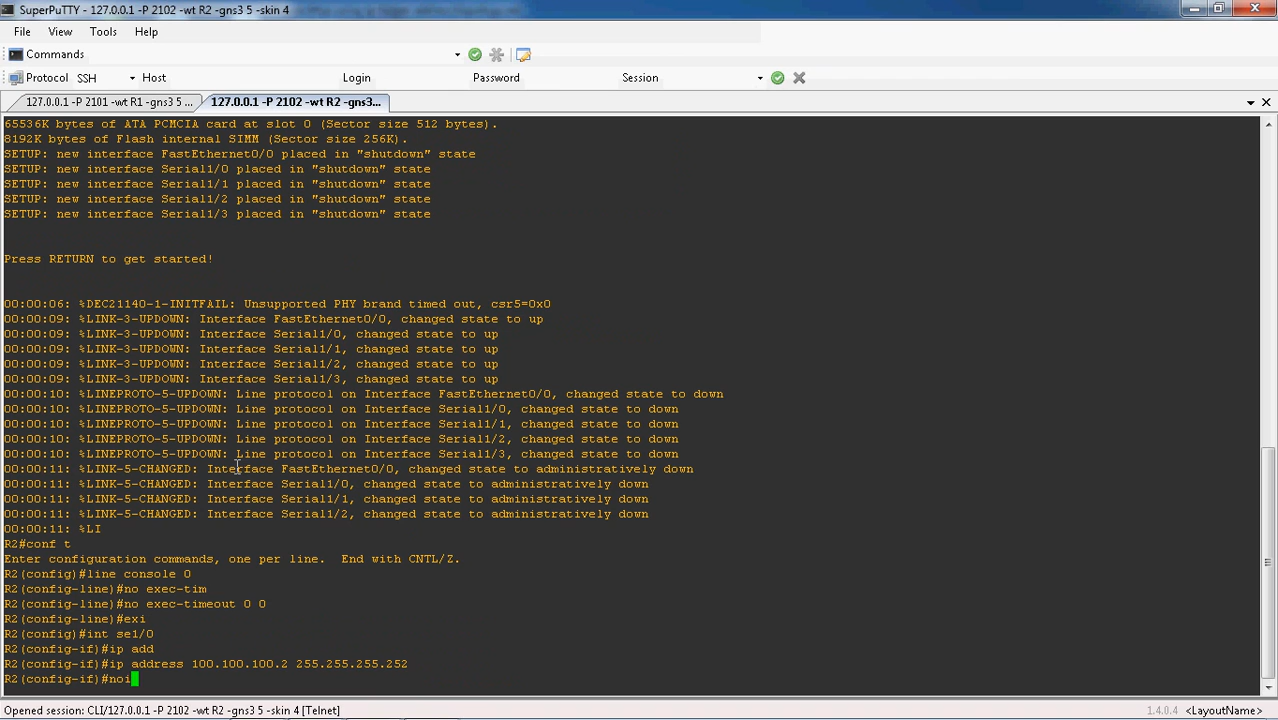 SuperPuTTY - 127.0.0.1 -P 2102 -wt R2 -gns3 5 -skin 4
File View Tools Help
Commands
Protocol SSH Host Login Password Session
127.0.0.1 -P 2101 -wt R1 -gns3 5 ... 127.0.0.1 -P 2102 -wt R2 -gns3...
65536K bytes of ATA PCMCIA card at slot 0 (Sector size 512 bytes).
8192K bytes of Flash internal SIMM (Sector size 256K).
SETUP: new interface FastEthernet0/0 placed in "shutdown" state
SETUP: new interface Serial1/0 placed in "shutdown" state
SETUP: new interface Serial1/1 placed in "shutdown" state
SETUP: new interface Serial1/2 placed in "shutdown" state
SETUP: new interface Serial1/3 placed in "shutdown" state
Press RETURN to get started!
00:00:06: %DEC21140-1-INITFAIL: Unsupported PHY brand timed out, csr5=0x0
00:00:09: %LINK-3-UPDOWN: Interface FastEthernet0/0, changed state to up
00:00:09: %LINK-3-UPDOWN: Interface Serial1/0, changed state to up
00:00:09: %LINK-3-UPDOWN: Interface Serial1/1, changed state to up
00:00:09: %LINK-3-UPDOWN: Interface Serial1/2, changed state to up
00:00:09: %LINK-3-UPDOWN: Interface Serial1/3, changed state to up
00:00:10: %LINEPROTO-5-UPDOWN: Line protocol on Interface FastEthernet0/0, changed state to down
00:00:10: %LINEPROTO-5-UPDOWN: Line protocol on Interface Serial1/0, changed state to down
00:00:10: %LINEPROTO-5-UPDOWN: Line protocol on Interface Serial1/1, changed state to down
00:00:10: %LINEPROTO-5-UPDOWN: Line protocol on Interface Serial1/2, changed state to down
00:00:10: %LINEPROTO-5-UPDOWN: Line protocol on Interface Serial1/3, changed state to down
00:00:11: %LINK-5-CHANGED: Interface FastEthernet0/0, changed state to administratively down
00:00:11: %LINK-5-CHANGED: Interface Serial1/0, changed state to administratively down
00:00:11: %LINK-5-CHANGED: Interface Serial1/1, changed state to administratively down
00:00:11: %LINK-5-CHANGED: Interface Serial1/2, changed state to administratively down
00:00:11: %LI
R2#conf t
Enter configuration commands, one per line. End with CNTL/Z.
R2(config)#line console 0
R2(config-line)#no exec-tim
R2(config-line)#no exec-timeout 0 0
R2(config-line)#exi
R2(config)#int se1/0
R2(config-if)#ip add
R2(config-if)#ip address 100.100.100.2 255.255.255.252
R2(config-if)#noi
Opened session: CLI/127.0.0.1 -P 2102 -wt R2 -gns3 5 -skin 4 [Telnet] 1.4.0.4 <LayoutName>